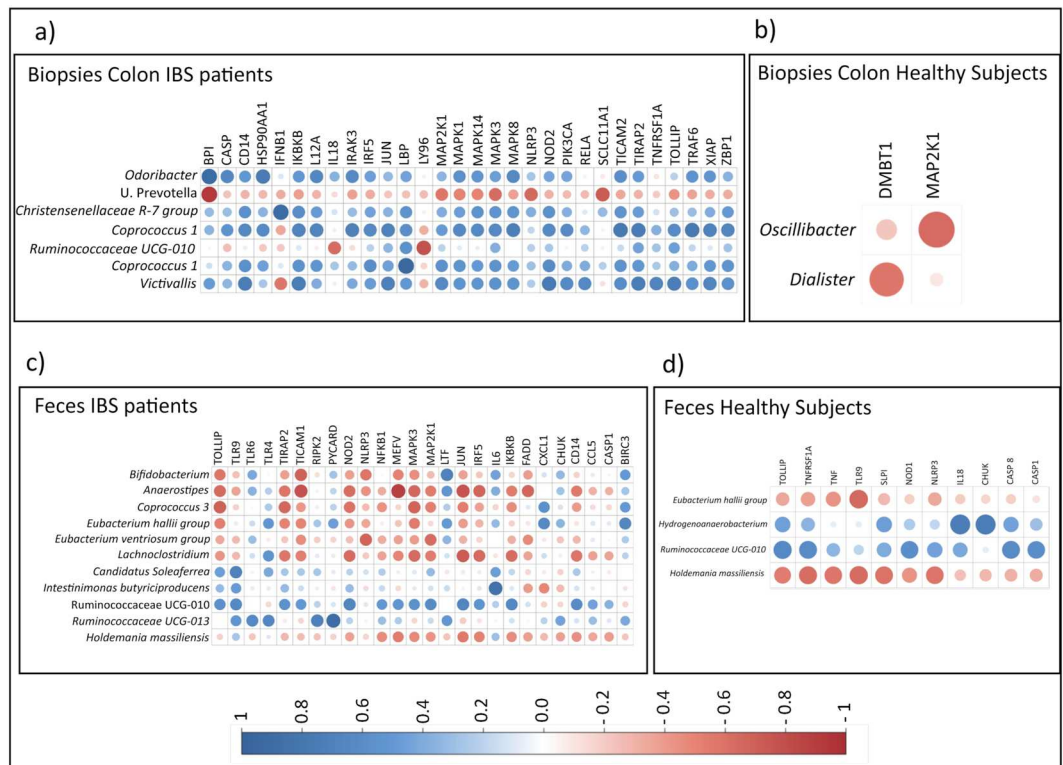 a)
Biopsies Colon IBS patients
BPI
CASP
CD14
HSP90AA1
IFNB1
IKBKB
L12A
IL18
IRAK3
IRF5
JUN
LBP
LY96
MAP2K1
MAPK1
MAPK14
MAPK3
MAPK8
NLRP3
NOD2
PIK3CA
RELA
SCLC11A1
TICAM2
TIRAP2
TNFRSF1A
TOLLIP
TRAF6
XIAP
ZBP1
Odoribacter
U. Prevotella
Christensenellaceae R-7 group
Coprococcus 1
Ruminococcaceae UCG-010
Coprococcus 1
Victivallis
b)
Biopsies Colon Healthy Subjects
DMBT1
MAP2K1
Oscillibacter
Dialister
c)
Feces IBS patients
TOLLIP
TLR9
TLR6
TLR4
TIRAP2
TICAM1
RIPK2
PYCARD
NOD2
NLRP3
NFKB1
MEFV
MAPK3
MAP2K1
LTF
JUN
IRF5
IL6
IKBKB
FADD
CXCL1
CHUK
CD14
CCL5
CASP1
BIRC3
Bifidobacterium
Anaerostipes
Coprococcus 3
Eubacterium hallii group
Eubacterium ventriosum group
Lachnoclostridium
Candidatus Soleaferrea
Intestinimonas butyriciproducens
Ruminococcaceae UCG-010
Ruminococcaceae UCG-013
Holdemania massiliensis
d)
Feces Healthy Subjects
TOLLIP
TNFRSF1A
TNF
TLR9
SLPI
NOD1
NLRP3
IL18
CHUK
CASP 8
CASP1
Eubacterium hallii group
Hydrogenoanaerobacterium
Ruminococcaceae UCG-010
Holdemania massiliensis
1
0.8
0.6
0.4
0.2
0.0
- 0.2
- 0.4
- 0.6
- 0.8
- 1